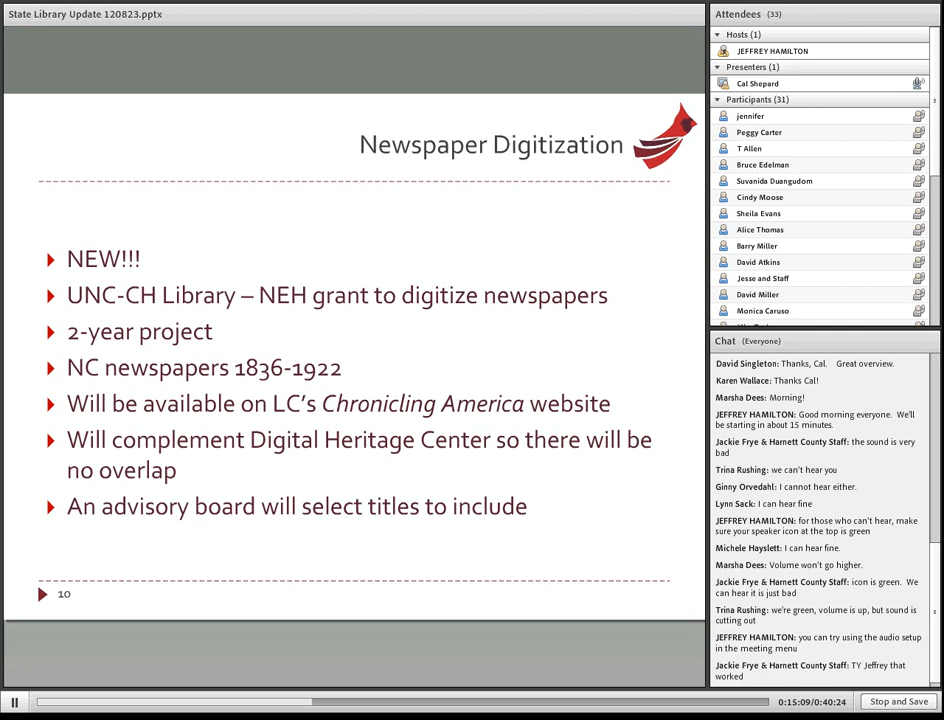 State Library Update 120823.pptx
Newspaper Digitization
NEW!!!
UNC-CH Library – NEH grant to digitize newspapers
2-year project
NC newspapers 1836-1922
Will be available on LC's Chronicling America website
Will complement Digital Heritage Center so there will be
no overlap
An advisory board will select titles to include
10
Attendees (33)
Hosts (1)
JEFFREY HAMILTON
Presenters (1)
Cal Shepard
Participants (31)
jennifer
Peggy Carter
T Allen
Bruce Edelman
Suvanida Duangudom
Cindy Moose
Sheila Evans
Alice Thomas
Barry Miller
David Atkins
Jesse and Staff
David Miller
Monica Caruso
Chat (Everyone)
David Singleton: Thanks, Cal. Great overview.
Karen Wallace: Thanks Cal!
Marsha Dees: Morning!
JEFFREY HAMILTON: Good morning everyone. We'll
be starting in about 15 minutes.
Jackie Frye & Harnett County Staff: the sound is very
bad
Trina Rushing: we can't hear you
Ginny Orvedahl: I cannot hear either.
Lynn Sack: I can hear fine
JEFFREY HAMILTON: for those who can't hear, make
sure your speaker icon at the top is green
Michele Hayslett: I can hear fine.
Marsha Dees: Volume won't go higher.
Jackie Frye & Harnett County Staff: icon is green. We
can hear it is just bad
Trina Rushing: we're green, volume is up, but sound is
cutting out
JEFFREY HAMILTON: you can try using the audio setup
in the meeting menu
Jackie Frye & Harnett County Staff: TY Jeffrey that
worked
0:15:09/0:40:24
Stop and Save